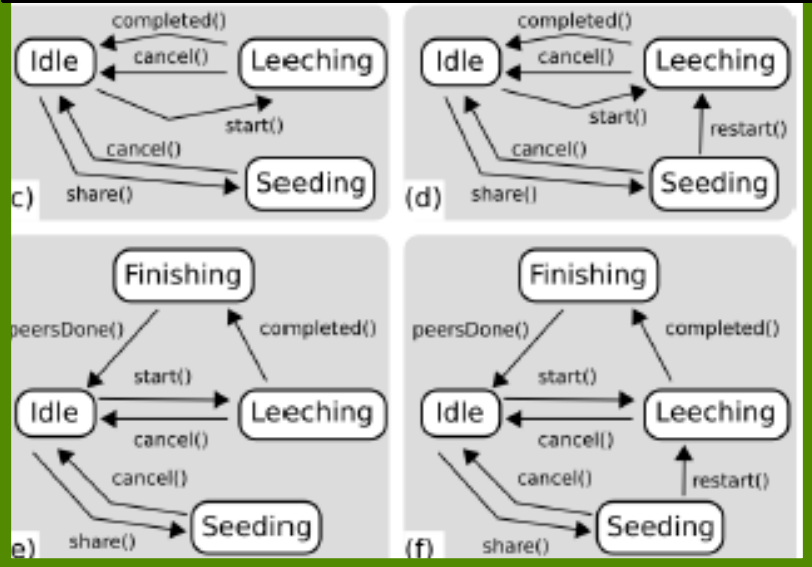 completed()
Idle
cancel()
Leeching
start()
cancel()
Seeding
c)
share()
completed()
Idle
cancel()
Leeching
start()
restart()
cancel()
Seeding
(d)
share()
Finishing
peersDone()
completed()
start()
Idle
Leeching
cancel()
cancel()
Seeding
e)
share()
Finishing
peersDone()
completed()
start()
Idle
Leeching
cancel()
cancel()
restart()
Seeding
(f)
share()